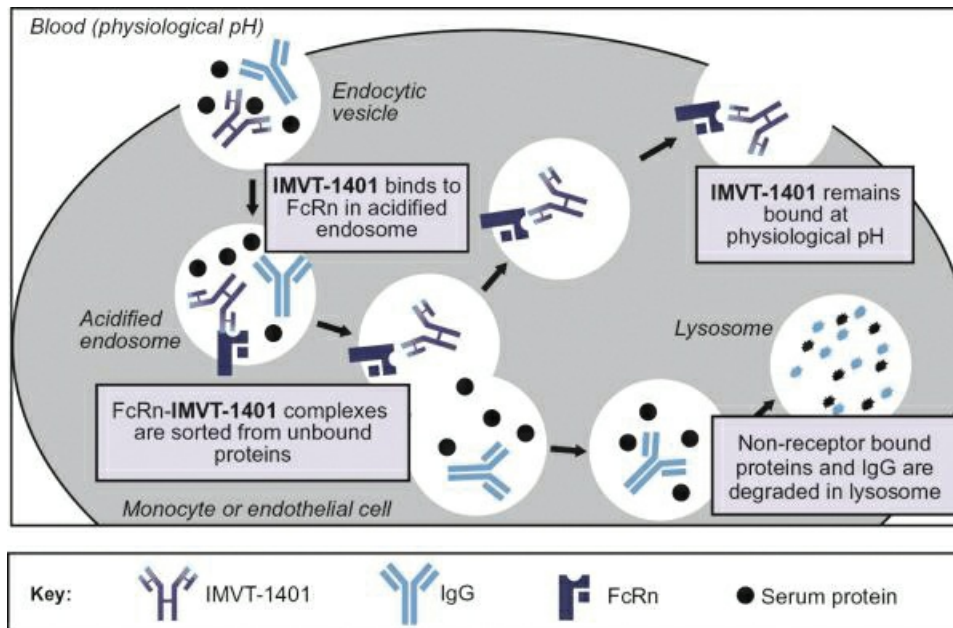 Blood (physiological pH)
Endocytic
vesicle
IMVT-1401 binds to
FcRn in acidified
endosome
IMVT-1401 remains
bound at
physiological pH
Acidified
endosome
Lysosome
FcRn-IMVT-1401 complexes
are sorted from unbound
proteins
Non-receptor bound
proteins and IgG are
degraded in lysosome
Monocyte or endothelial cell
Key: IMVT-1401 IgG FcRn Serum protein